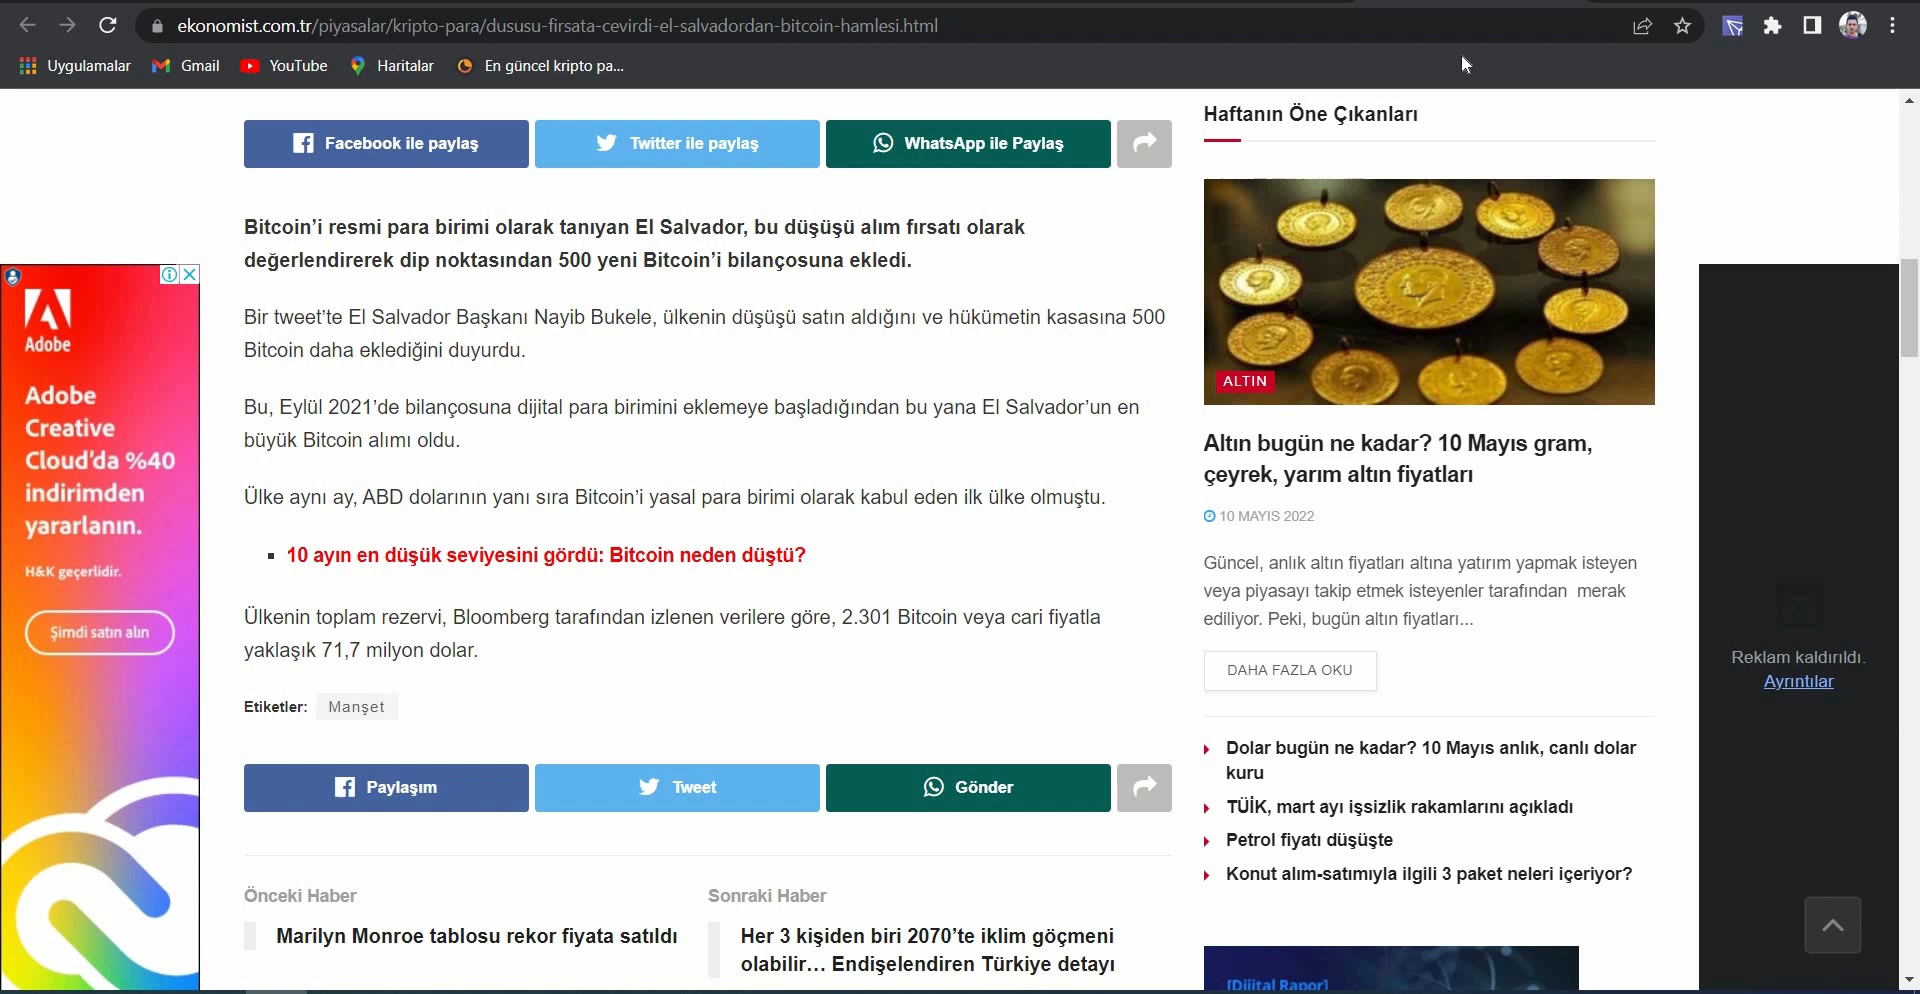 ekonomist.com.tr/piyasalar/kripto-para/dususu-firsata-cevirdi-el-salvadordan-bitcoin-hamlesi.html
Uygulamalar
Gmail
YouTube
Haritalar
En güncel kripto pa...
Facebook ile paylaş
Twitter ile paylaş
WhatsApp ile Paylaş
Bitcoin’i resmi para birimi olarak tanıyan El Salvador, bu düşüşü alım fırsatı olarak
değerlendirerek dip noktasından 500 yeni Bitcoin’i bilançosuna ekledi.
Bir tweet’te El Salvador Başkanı Nayib Bukele, ülkenin düşüşü satın aldığını ve hükümetin kasasına 500
Bitcoin daha eklediğini duyurdu.
Bu, Eylül 2021’de bilançosuna dijital para birimini eklemeye başladığından bu yana El Salvador’un en
büyük Bitcoin alımı oldu.
Ülke aynı ay, ABD dolarının yanı sıra Bitcoin’i yasal para birimi olarak kabul eden ilk ülke olmuştu.
10 ayın en düşük seviyesini gördü: Bitcoin neden düştü?
Ülkenin toplam rezervi, Bloomberg tarafından izlenen verilere göre, 2.301 Bitcoin veya cari fiyatla
yaklaşık 71,7 milyon dolar.
Etiketler: Manşet
Paylaşım
Tweet
Gönder
Önceki Haber
Marilyn Monroe tablosu rekor fiyata satıldı
Sonraki Haber
Her 3 kişiden biri 2070’te iklim göçmeni
olabilir… Endişelendiren Türkiye detayı
Adobe
Adobe
Creative
Cloud’da %40
indirimden
yararlanın.
H&K geçerlidir.
Şimdi satın alın
Haftanın Öne Çıkanları
ALTIN
Altın bugün ne kadar? 10 Mayıs gram,
çeyrek, yarım altın fiyatları
10 MAYIS 2022
Güncel, anlık altın fiyatları altına yatırım yapmak isteyen
veya piyasayı takip etmek isteyenler tarafından merak
ediliyor. Peki, bugün altın fiyatları...
DAHA FAZLA OKU
Dolar bugün ne kadar? 10 Mayıs anlık, canlı dolar
kuru
TÜİK, mart ayı işsizlik rakamlarını açıkladı
Petrol fiyatı düşüşte
Konut alım-satımıyla ilgili 3 paket neleri içeriyor?
[Dijital Rapor]
Reklam kaldırıldı.
Ayrıntılar